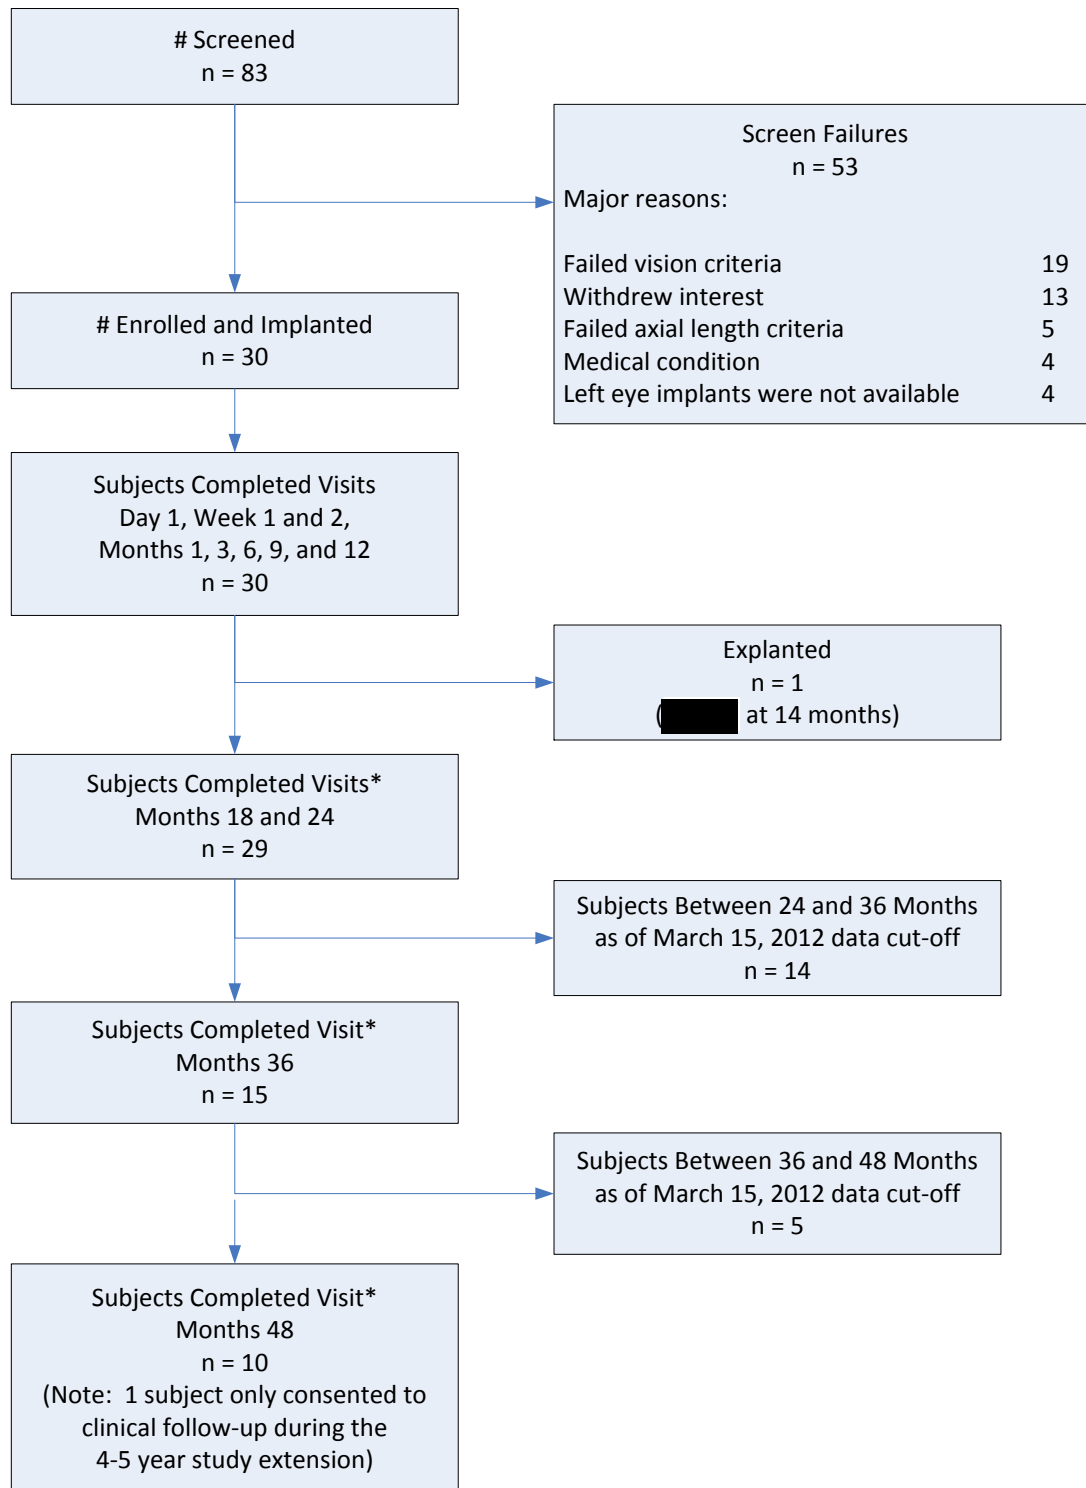 # Screened
n = 83
Screen Failures
n = 53
Major reasons:
Failed vision criteria 19
Withdrew interest 13
Failed axial length criteria 5
Medical condition 4
Left eye implants were not available 4
# Enrolled and Implanted
n = 30
Subjects Completed Visits
Day 1, Week 1 and 2,
Months 1, 3, 6, 9, and 12
n = 30
Explanted
n = 1
( at 14 months)
Subjects Completed Visits*
Months 18 and 24
n = 29
Subjects Between 24 and 36 Months
as of March 15, 2012 data cut-off
n = 14
Subjects Completed Visit*
Months 36
n = 15
Subjects Between 36 and 48 Months
as of March 15, 2012 data cut-off
n = 5
Subjects Completed Visit*
Months 48
n = 10
(Note:  1 subject only consented to
clinical follow-up during the
4-5 year study extension)